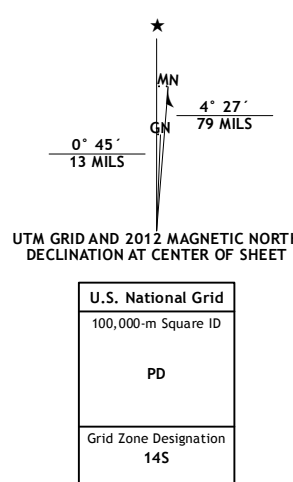 ★
MN
4° 27´
79 MILS
GN
0° 45´
13 MILS
UTM GRID AND 2012 MAGNETIC NORTH
DECLINATION AT CENTER OF SHEET
U.S. National Grid
100,000-m Square ID
PD
Grid Zone Designation
14S